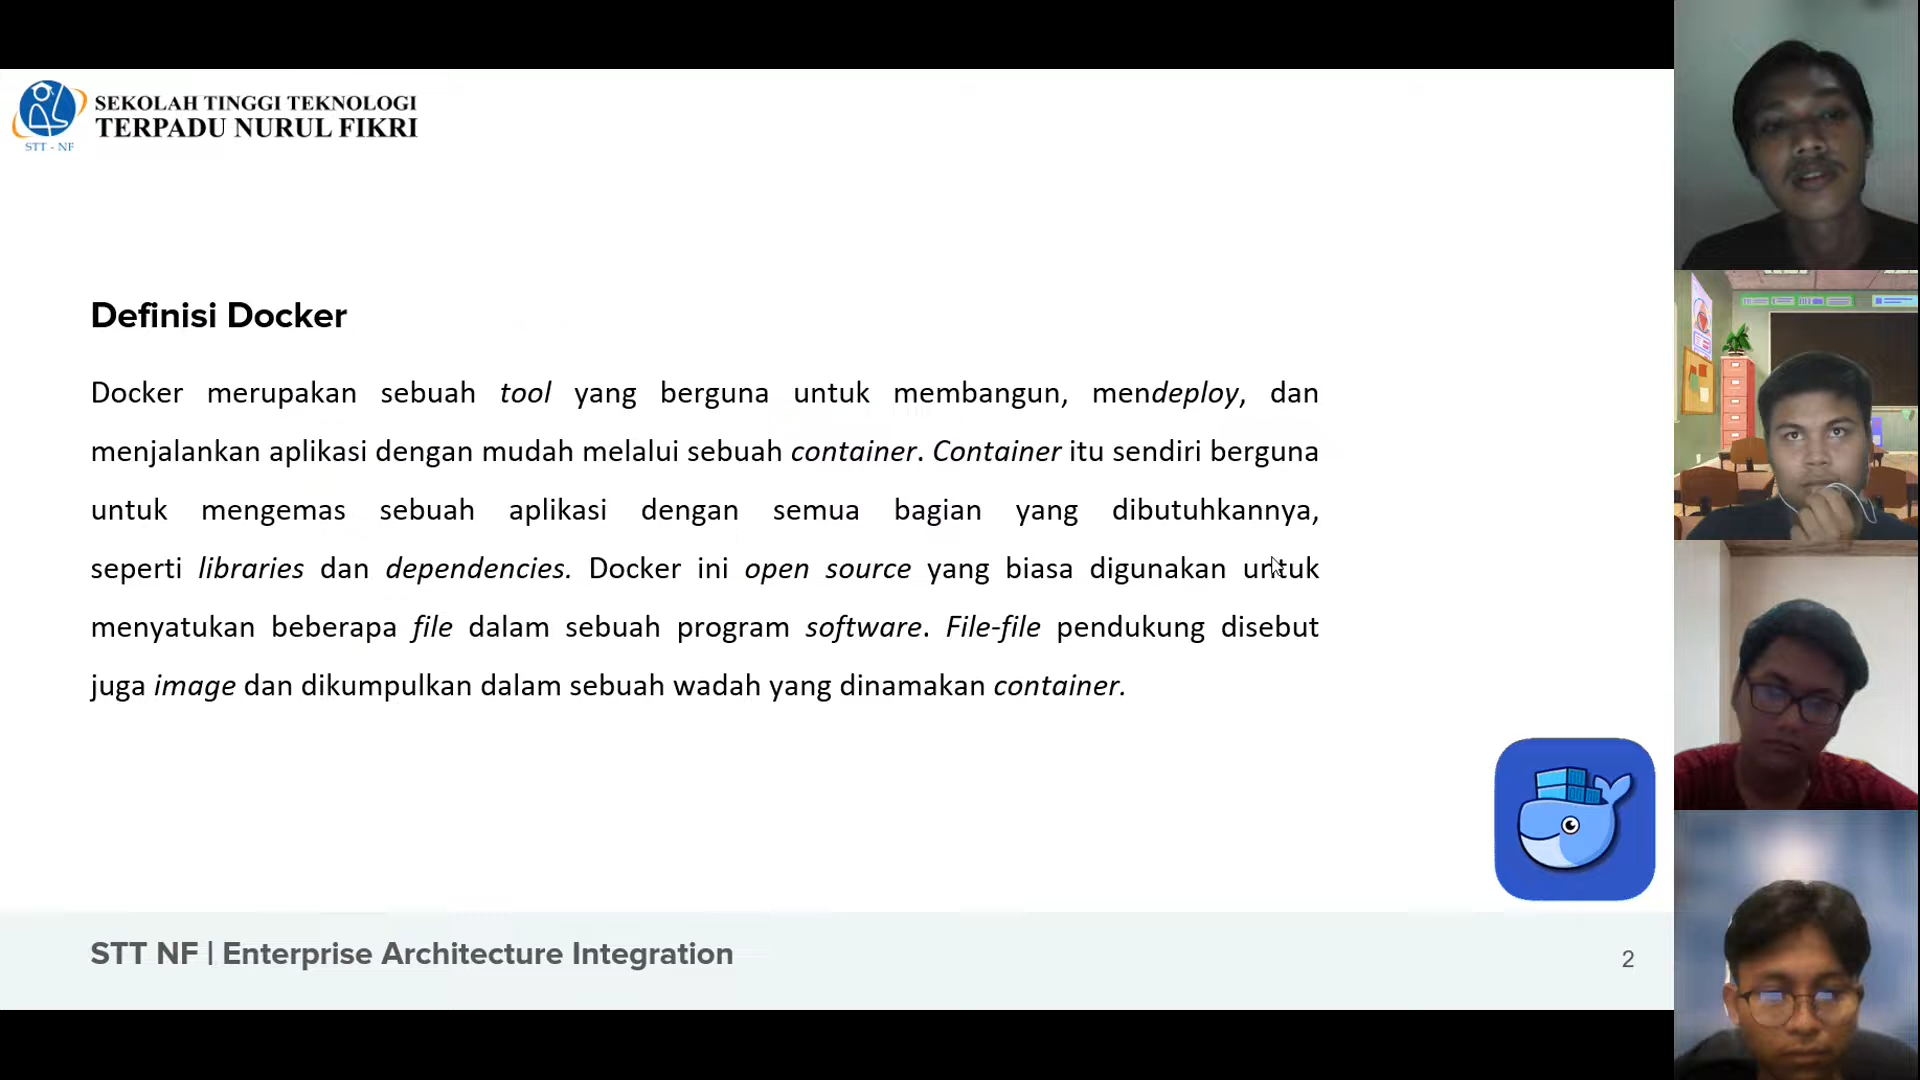 SEKOLAH TINGGI TEKNOLOGI
TERPADU NURUL FIKRI
STT - NF
Definisi Docker
Docker merupakan sebuah tool yang berguna untuk membangun, mendeploy, dan
menjalankan aplikasi dengan mudah melalui sebuah container. Container itu sendiri berguna
untuk mengemas sebuah aplikasi dengan semua bagian yang dibutuhkannya,
seperti libraries dan dependencies. Docker ini open source yang biasa digunakan untuk
menyatukan beberapa file dalam sebuah program software. File-file pendukung disebut
juga image dan dikumpulkan dalam sebuah wadah yang dinamakan container.
STT NF | Enterprise Architecture Integration
2